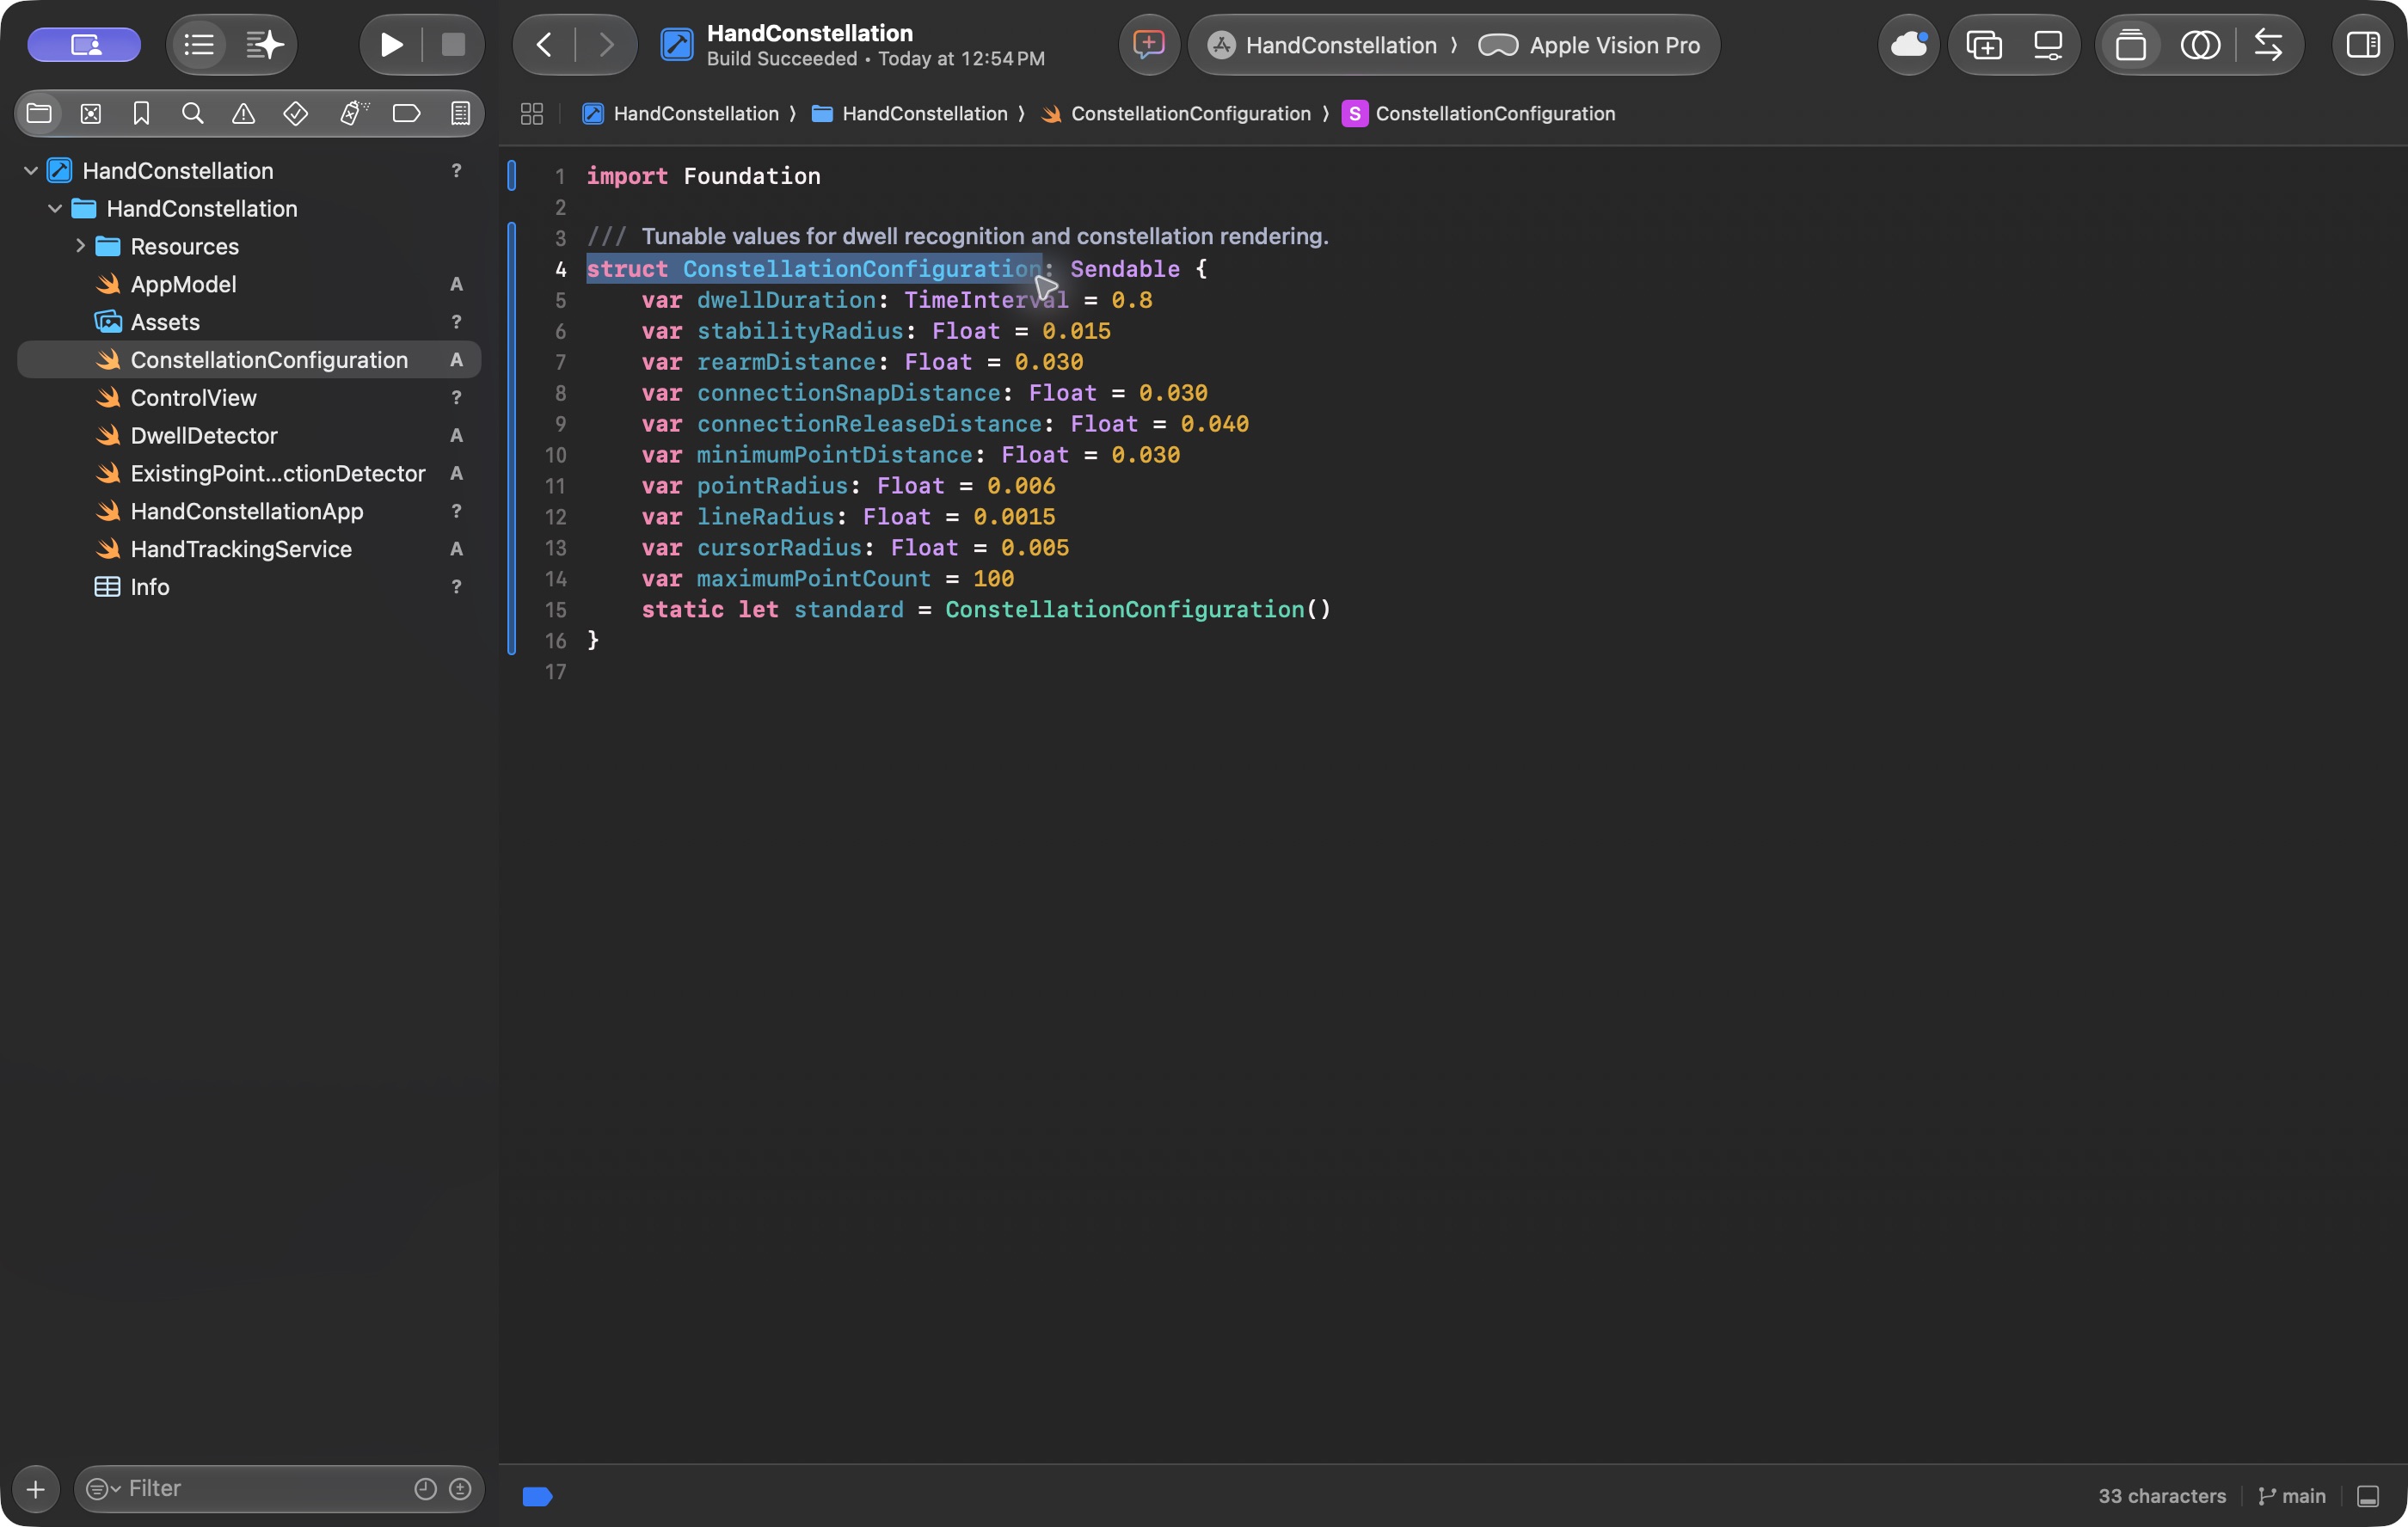 HandConstellation
Build Succeeded • Today at 12:54 PM
HandConstellation 〉 Apple Vision Pro
HandConstellation 〉 HandConstellation 〉 ConstellationConfiguration 〉 S ConstellationConfiguration
HandConstellation ?
HandConstellation
Resources
AppModel A
Assets ?
ConstellationConfiguration A
ControlView ?
DwellDetector A
ExistingPoint...ctionDetector A
HandConstellationApp ?
HandTrackingService A
Info ?
1 import Foundation
2
3 /// Tunable values for dwell recognition and constellation rendering.
4 struct ConstellationConfiguration: Sendable {
5 var dwellDuration: TimeInterval = 0.8
6 var stabilityRadius: Float = 0.015
7 var rearmDistance: Float = 0.030
8 var connectionSnapDistance: Float = 0.030
9 var connectionReleaseDistance: Float = 0.040
10 var minimumPointDistance: Float = 0.030
11 var pointRadius: Float = 0.006
12 var lineRadius: Float = 0.0015
13 var cursorRadius: Float = 0.005
14 var maximumPointCount = 100
15 static let standard = ConstellationConfiguration()
16 }
17
Filter
33 characters
main